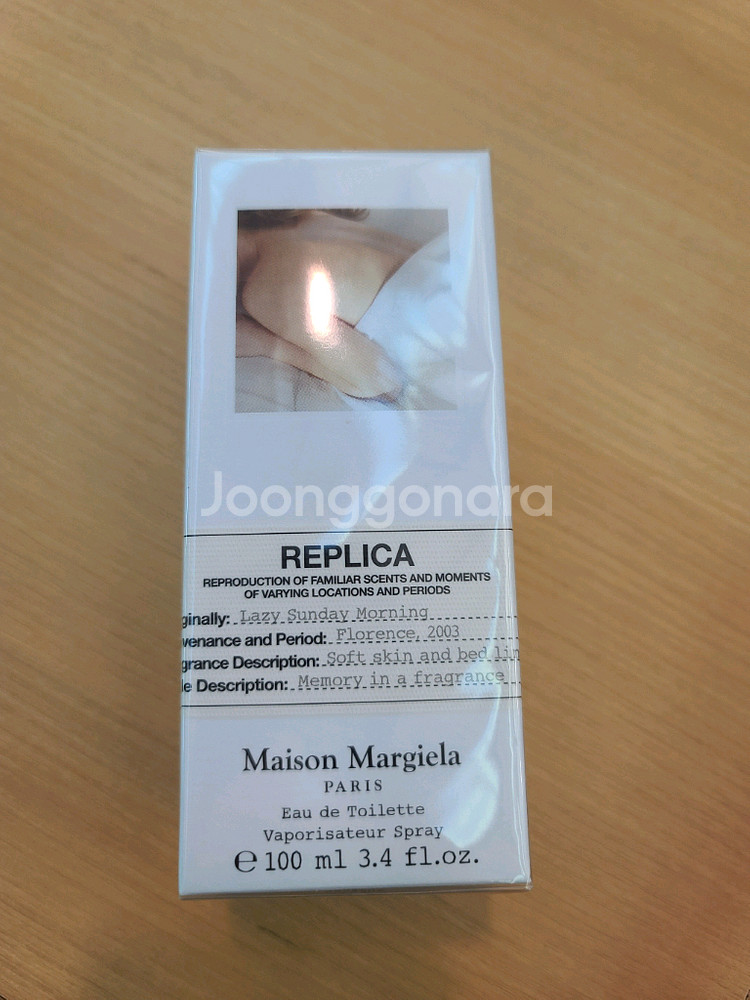 Joonggonara
REPLICA
REPRODUCTION OF FAMILIAR SCENTS AND MOMENTS
OF VARYING LOCATIONS AND PERIODS
ginally: Lazy Sunday Morning
venance and Period: Florence, 2003
grance Description: Soft skin and bed lin
le Description: Memory in a fragrance
Maison Margiela
PARIS
Eau de Toilette
Vaporisateur Spray
℮ 100 ml 3.4 fl.oz.